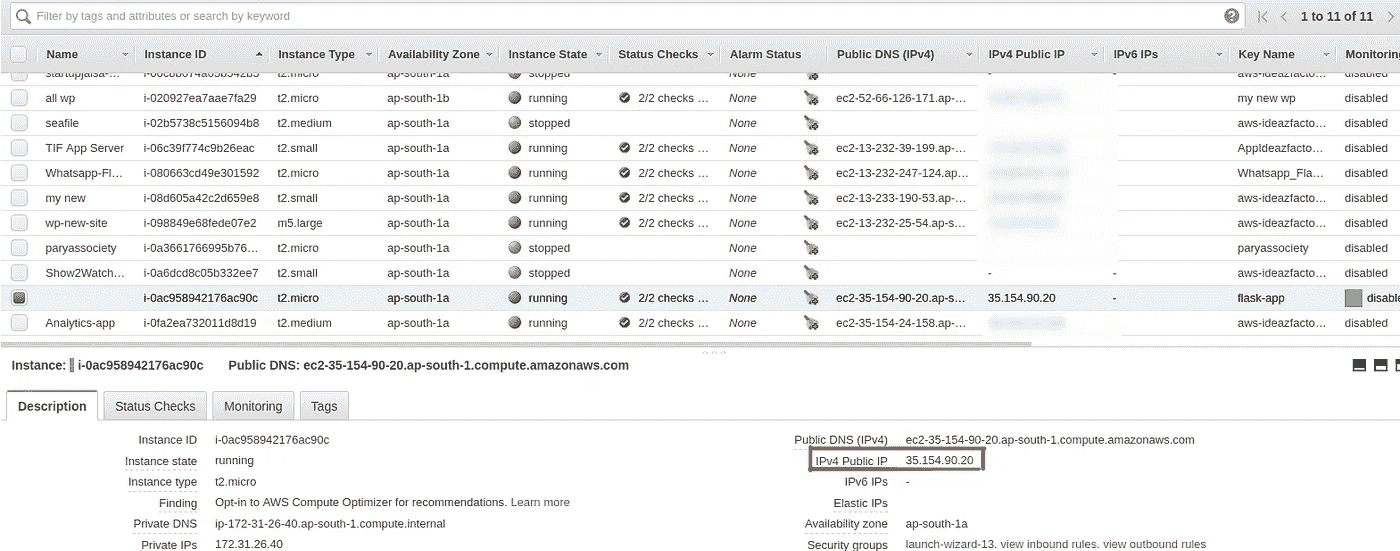 Filter by tags and attributes or search by keyword 1 to 11 of 11
Name Instance ID Instance Type Availability Zone Instance State Status Checks Alarm Status Public DNS (IPv4) IPv4 Public IP IPv6 IPs Key Name Monitoring
t2.micro ap-south-1a stopped None - - aws-ideazfacto... disabled
all wp i-020927ea7aae7fa29 t2.micro ap-south-1b running 2/2 checks ... None ec2-52-66-126-171.ap-... my new wp disabled
seafile i-02b5738c5156094b8 t2.medium ap-south-1a stopped None aws-ideazfacto... disabled
TIF App Server i-06c39f774c9b26eac t2.small ap-south-1a running 2/2 checks ... None ec2-13-232-39-199.ap-... AppIdeazfacto... disabled
Whatsapp-Fl... i-080663cd49e301592 t2.micro ap-south-1a running 2/2 checks ... None ec2-13-232-247-124.ap... Whatsapp_Fla... disabled
my new i-08d605a42c2d659e8 t2.small ap-south-1a running 2/2 checks ... None ec2-13-233-190-53.ap-... aws-ideazfacto... disabled
wp-new-site i-098849e68fede07e2 m5.large ap-south-1a running 2/2 checks ... None ec2-13-232-25-54.ap-s... aws-ideazfacto... disabled
paryassociety i-0a3661766995b76... t2.micro ap-south-1a stopped None paryassociety disabled
Show2Watch... i-0a6dcd8c05b332ee7 t2.small ap-south-1a stopped None - - aws-ideazfacto... disabled
i-0ac958942176ac90c t2.micro ap-south-1a running 2/2 checks ... None ec2-35-154-90-20.ap-s... 35.154.90.20 - flask-app disable
Analytics-app i-0fa2ea732011d8d19 t2.medium ap-south-1a running 2/2 checks ... None ec2-35-154-24-158.ap-... aws-ideazfacto... disabled
Instance: i-0ac958942176ac90c Public DNS: ec2-35-154-90-20.ap-south-1.compute.amazonaws.com
Description Status Checks Monitoring Tags
Instance ID i-0ac958942176ac90c Public DNS (IPv4) ec2-35-154-90-20.ap-south-1.compute.amazonaws.com
Instance state running IPv4 Public IP 35.154.90.20
Instance type t2.micro IPv6 IPs -
Finding Opt-in to AWS Compute Optimizer for recommendations. Learn more Elastic IPs
Private DNS ip-172-31-26-40.ap-south-1.compute.internal Availability zone ap-south-1a
Private IPs 172.31.26.40 Security groups launch-wizard-13. view inbound rules. view outbound rules